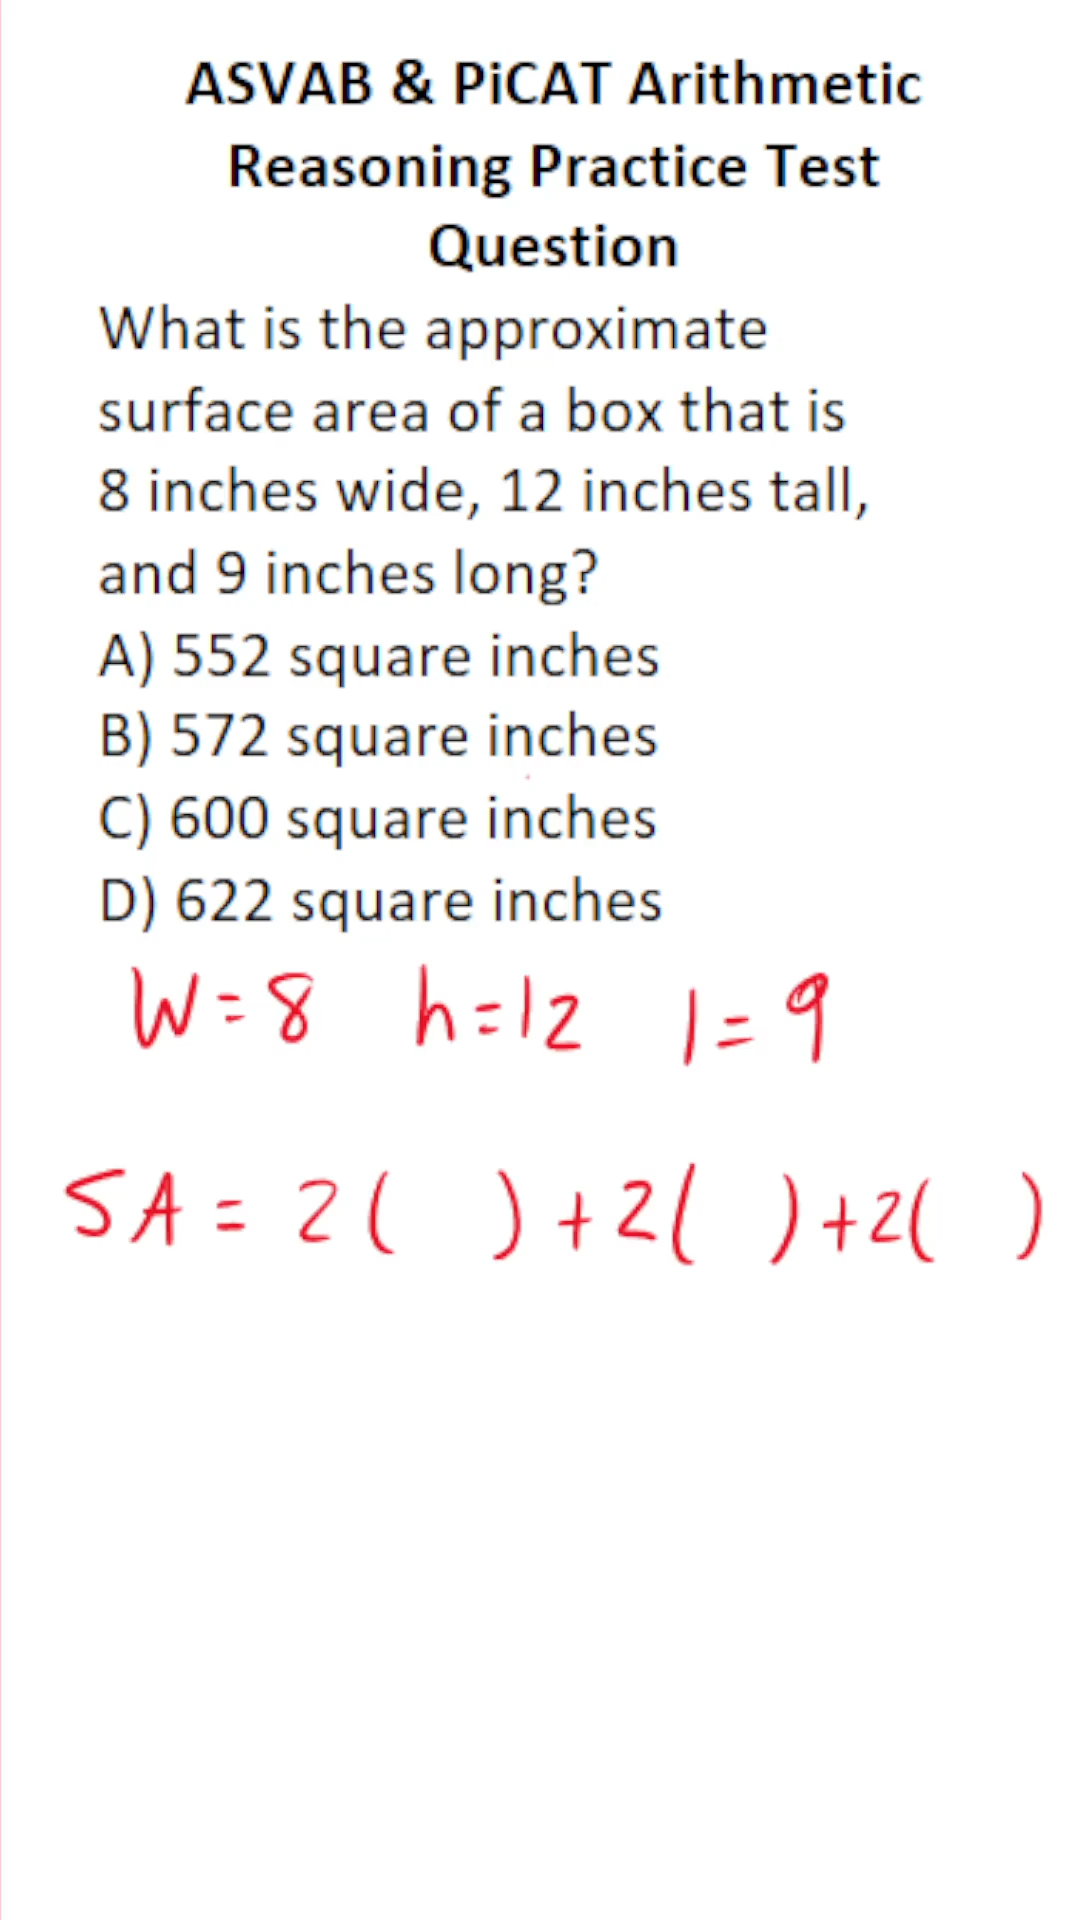 ASVAB & PiCAT Arithmetic
Reasoning Practice Test
Question
What is the approximate
surface area of a box that is
8 inches wide, 12 inches tall,
and 9 inches long?
A) 552 square inches
B) 572 square inches
C) 600 square inches
D) 622 square inches
W=8 h=12 l=9
SA = 2( ) + 2( ) + 2( )